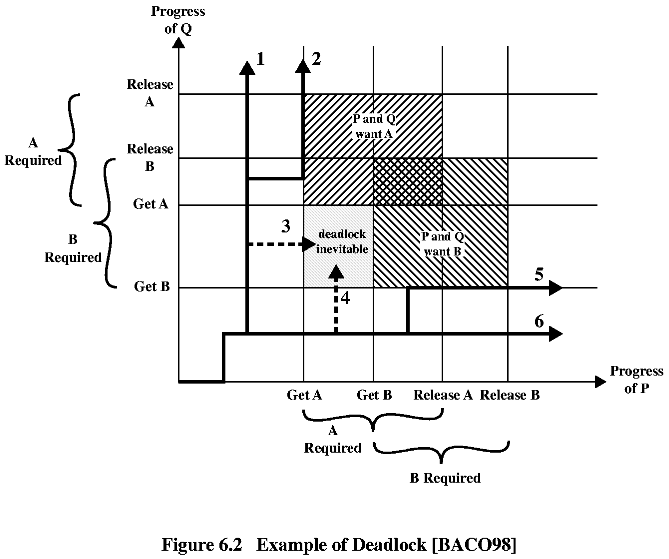 Progress
of Q
1
2
Release
A
P and Q
want A
A
Required
Release
B
Get A
3
deadlock
inevitable
B
Required
P and Q
want B
Get B
4
5
6
Progress
of P
Get A
Get B
Release A
Release B
A
Required
B Required
Figure 6.2 Example of Deadlock [BACO98]